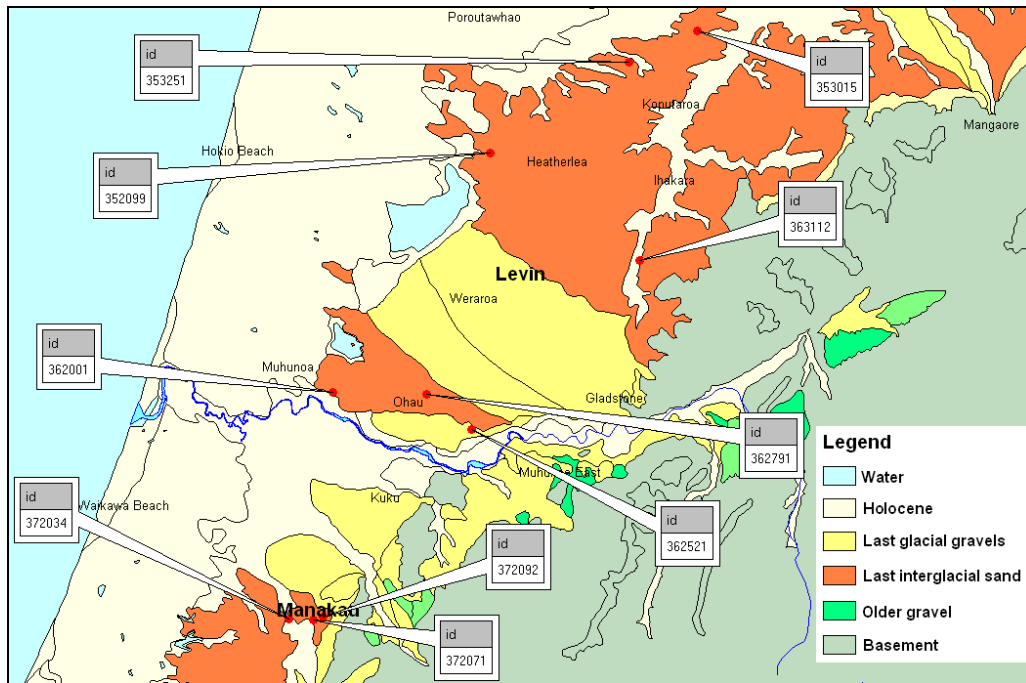 Poroutawhao
id
353251
id
353015
Koputaroa
Mangaore
Hokio Beach
Heatherlea
id
352099
Ihakara
id
363112
Levin
Weraroa
id
362001
Muhunoa
Ohau
Gladstone
id
362791
Legend
Water
Holocene
Last glacial gravels
Last interglacial sand
Older gravel
Basement
Muhunoa East
Kuku
Waikawa Beach
id
372034
id
362521
id
372092
Manakau
id
372071